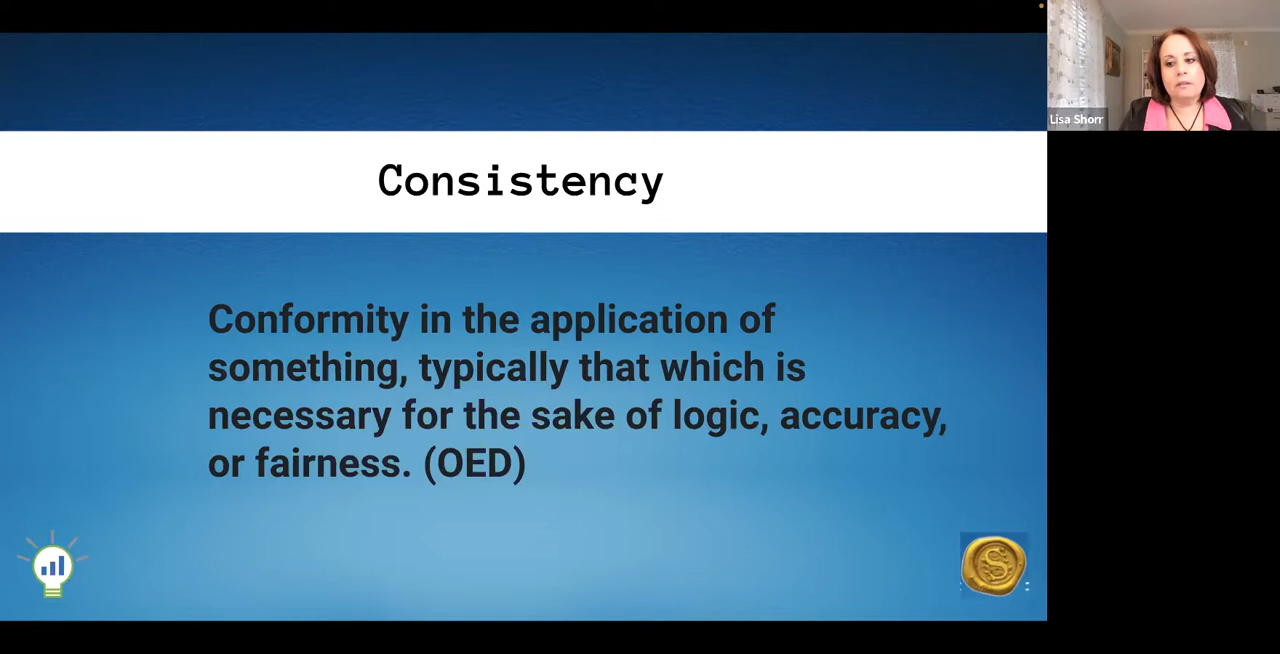 Lisa Shorr
Consistency
Conformity in the application of
something, typically that which is
necessary for the sake of logic, accuracy,
or fairness. (OED)
S